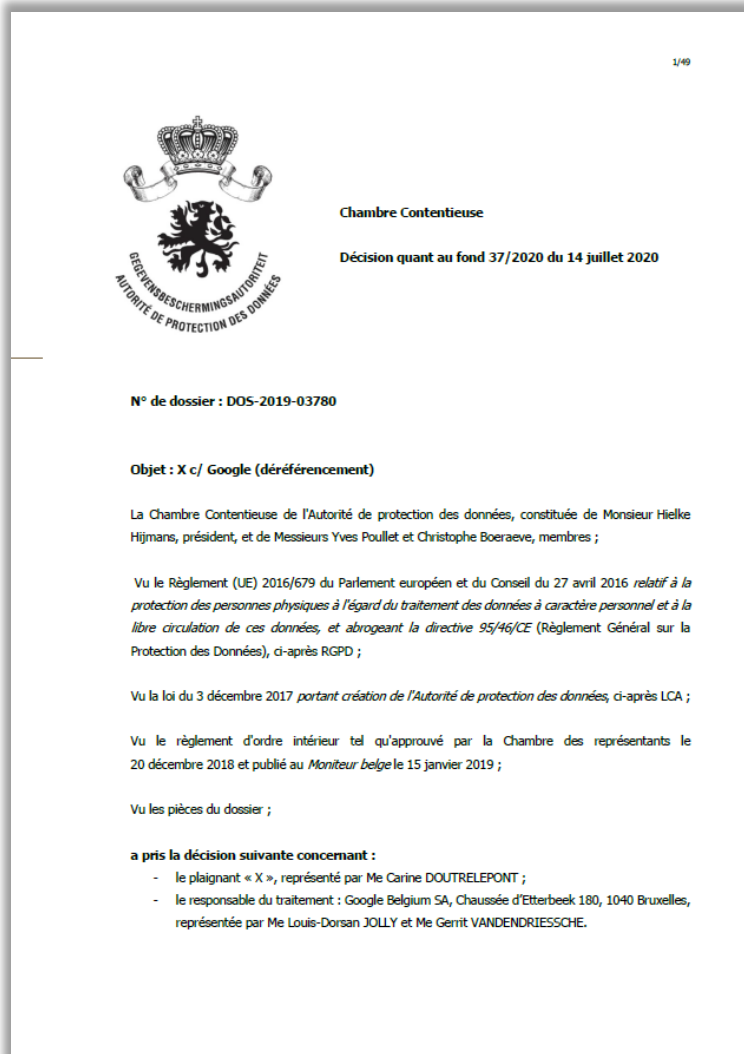 1/49
GEGEVENSBESCHERMINGSAUTORITEIT
AUTORITÉ DE PROTECTION DES DONNÉES
Chambre Contentieuse
Décision quant au fond 37/2020 du 14 juillet 2020
N° de dossier : DOS-2019-03780
Objet : X c/ Google (déréférencement)
La Chambre Contentieuse de l'Autorité de protection des données, constituée de Monsieur Hielke
Hijmans, président, et de Messieurs Yves Poullet et Christophe Boeraeve, membres ;
Vu le Règlement (UE) 2016/679 du Parlement européen et du Conseil du 27 avril 2016 relatif à la
protection des personnes physiques à l'égard du traitement des données à caractère personnel et à la
libre circulation de ces données, et abrogeant la directive 95/46/CE (Règlement Général sur la
Protection des Données), ci-après RGPD ;
Vu la loi du 3 décembre 2017 portant création de l'Autorité de protection des données, ci-après LCA ;
Vu le règlement d'ordre intérieur tel qu'approuvé par la Chambre des représentants le
20 décembre 2018 et publié au Moniteur belge le 15 janvier 2019 ;
Vu les pièces du dossier ;
a pris la décision suivante concernant :
- le plaignant « X », représenté par Me Carine DOUTRELEPONT ;
- le responsable du traitement : Google Belgium SA, Chaussée d'Etterbeek 180, 1040 Bruxelles,
représentée par Me Louis-Dorsan JOLLY et Me Gerrit VANDENDRIESSCHE.